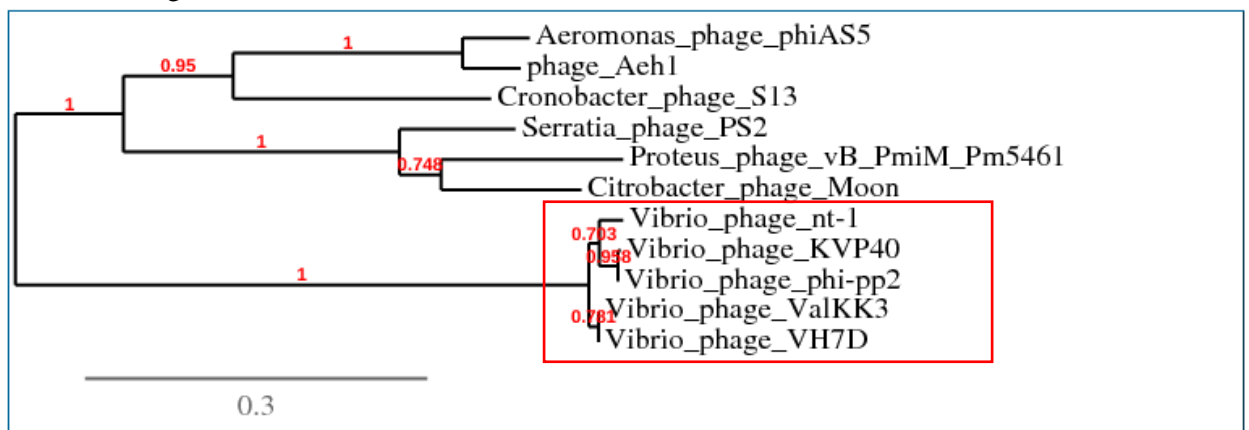 1
Aeromonas_phage_phiAS5
0.95
phage_Aeh1
1
Cronobacter_phage_S13
1
Serratia_phage_PS2
0.748
Proteus_phage_vB_PmiM_Pm5461
Citrobacter_phage_Moon
Vibrio_phage_nt-1
0.703
Vibrio_phage_KVP40
0.958
1
Vibrio_phage_phi-pp2
Vibrio_phage_ValKK3
0.781
Vibrio_phage_VH7D
0.3